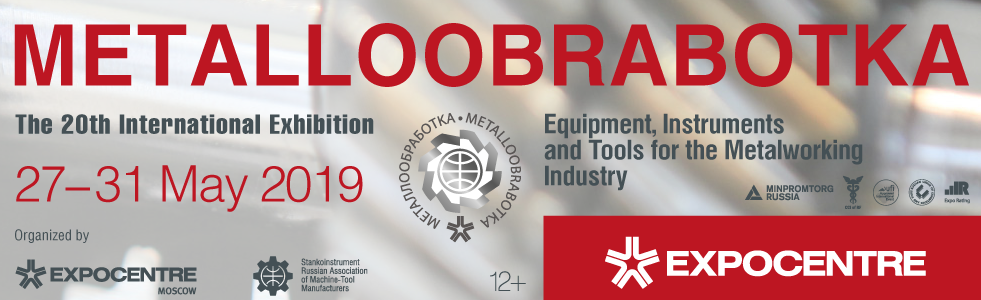 METALLOOBRABOTKA
The 20th International Exhibition
27–31 May 2019
Organized by
EXPOCENTRE
MOSCOW
Stankoinstrument
Russian Association
of Machine-Tool
Manufacturers
12+
МЕТАЛЛООБРАБОТКА • METALLOOBRABOTKA
Equipment, Instruments
and Tools for the Metalworking
Industry
MINPROMTORG
RUSSIA
Expo Rating
EXPOCENTRE